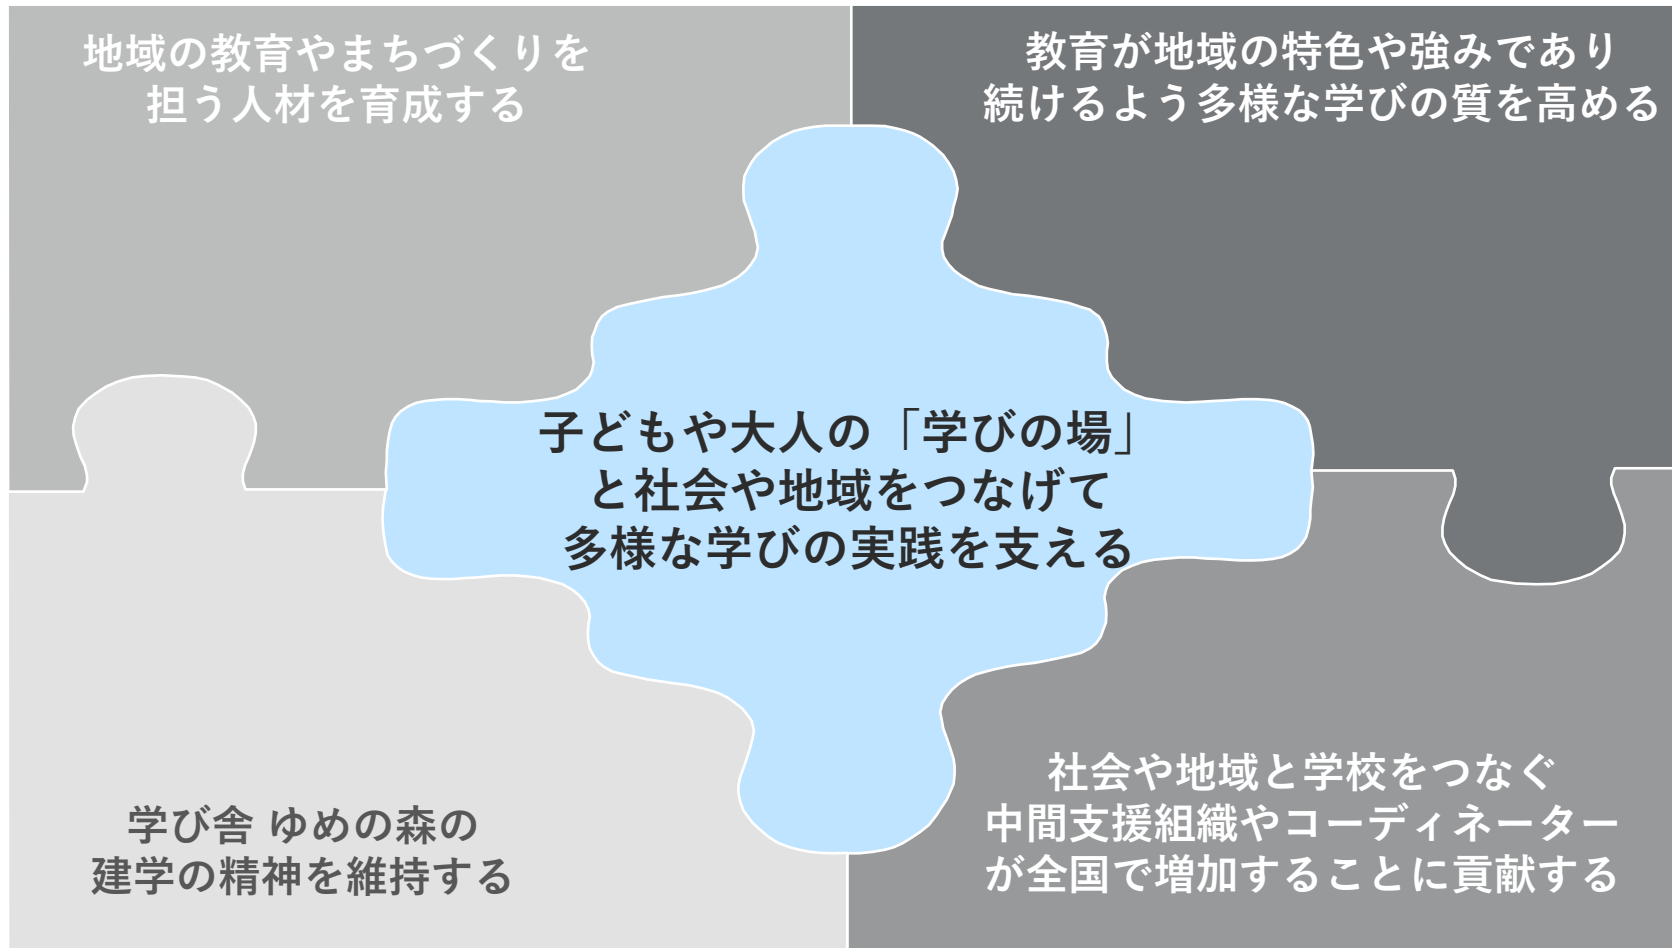 地域の教育やまちづくりを
担う人材を育成する
教育が地域の特色や強みであり
続けるよう多様な学びの質を高める
子どもや大人の「学びの場」
と社会や地域をつなげて
多様な学びの実践を支える
学び舎 ゆめの森の
建学の精神を維持する
社会や地域と学校をつなぐ
中間支援組織やコーディネーター
が全国で増加することに貢献する